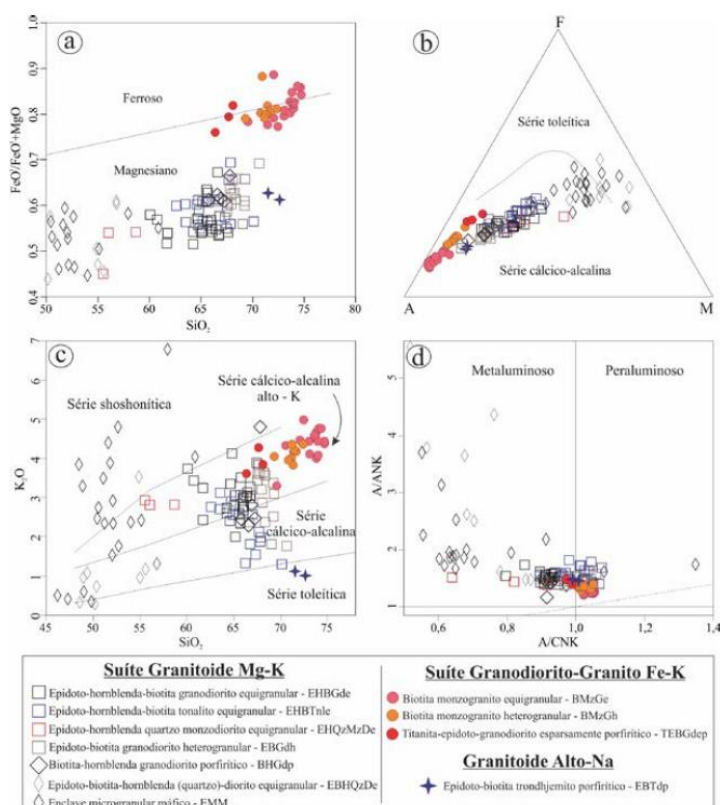 a
FeOᵗ/FeOᵗ+MgO
1.0
0.9
0.8
0.7
0.6
0.5
0.4
Ferroso
Magnesiano
50
55
60
65
70
75
80
SiO₂
b
F
Série toleítica
Série cálcico-alcalina
A
M
c
K₂O
7
6
5
4
3
2
1
0
Série shoshonítica
Série cálcico-alcalina
alto - K
Série
cálcico-alcalina
Série toleítica
45
50
55
60
65
70
75
80
SiO₂
d
A/ANK
5
4
3
2
1
Metaluminoso
Peraluminoso
0,6
0,8
1,0
1,2
1,4
A/CNK
Suíte Granitoide Mg-K
Epidoto-hornblenda-biotita granodiorito equigranular - EHBGde
Epidoto-hornblenda-biotita tonalito equigranular - EHBTnle
Epidoto-hornblenda quartzo monzodiorito equigranular - EHQzMzDe
Epidoto-biotita granodiorito heterogranular - EBGdh
Biotita-hornblenda granodiorito porfirítico - BHGdp
Epidoto-biotita-hornblenda (quartzo)-diorito equigranular - EBHQzDe
Enclave microgranular máfico - EMM
Suíte Granodiorito-Granito Fe-K
Biotita monzogranito equigranular - BMzGe
Biotita monzogranito heterogranular - BMzGh
Titanita-epidoto-granodiorito esparsamente porfirítico - TEBGdep
Granitoide Alto-Na
Epidoto-biotita trondhjemito porfirítico - EBTdp